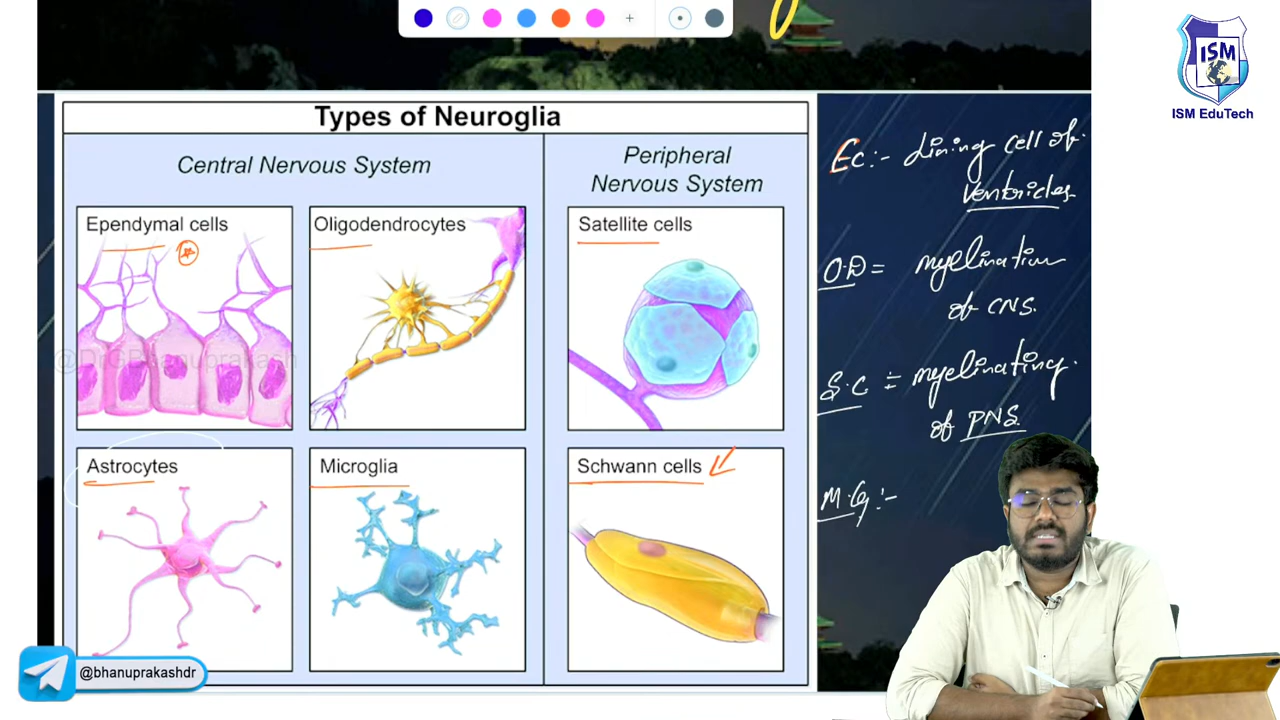 ISM
ISM EduTech
Types of Neuroglia
Central Nervous System
Peripheral
Nervous System
Ependymal cells
Oligodendrocytes
Satellite cells
@DrGBhanuprakash
Astrocytes
Microglia
Schwann cells
EC:- Lining cell of
ventricles
O.D = myelination
of CNS.
S.C = myelinating
of PNS.
M.G :-
@bhanuprakashdr